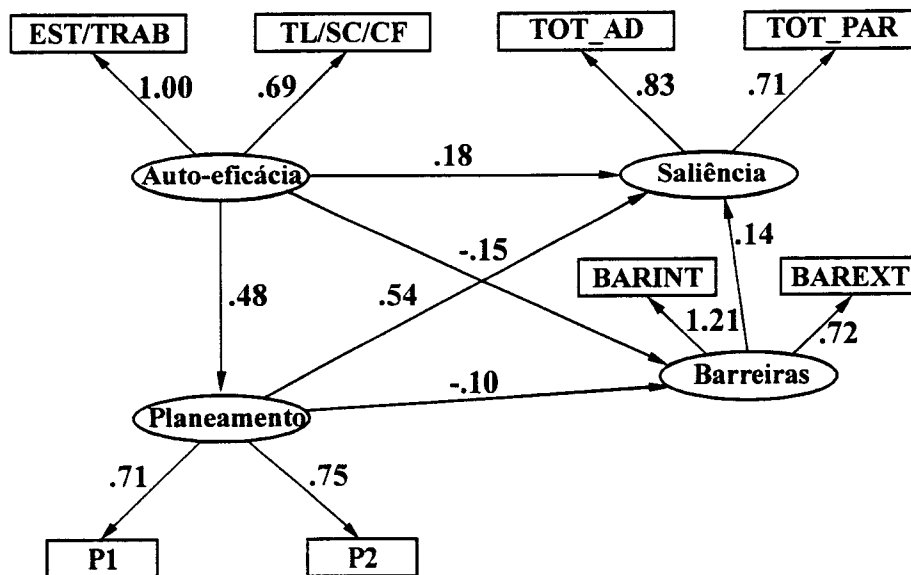 EST/TRAB TL/SC/CF TOT_AD TOT_PAR
1.00 .69 .83 .71
Auto-eficácia .18 Saliência
-.15 .14
BARINT BAREXT
.48 .54 1.21 .72
Barreiras
-.10
Planeamento
.71 .75
P1 P2